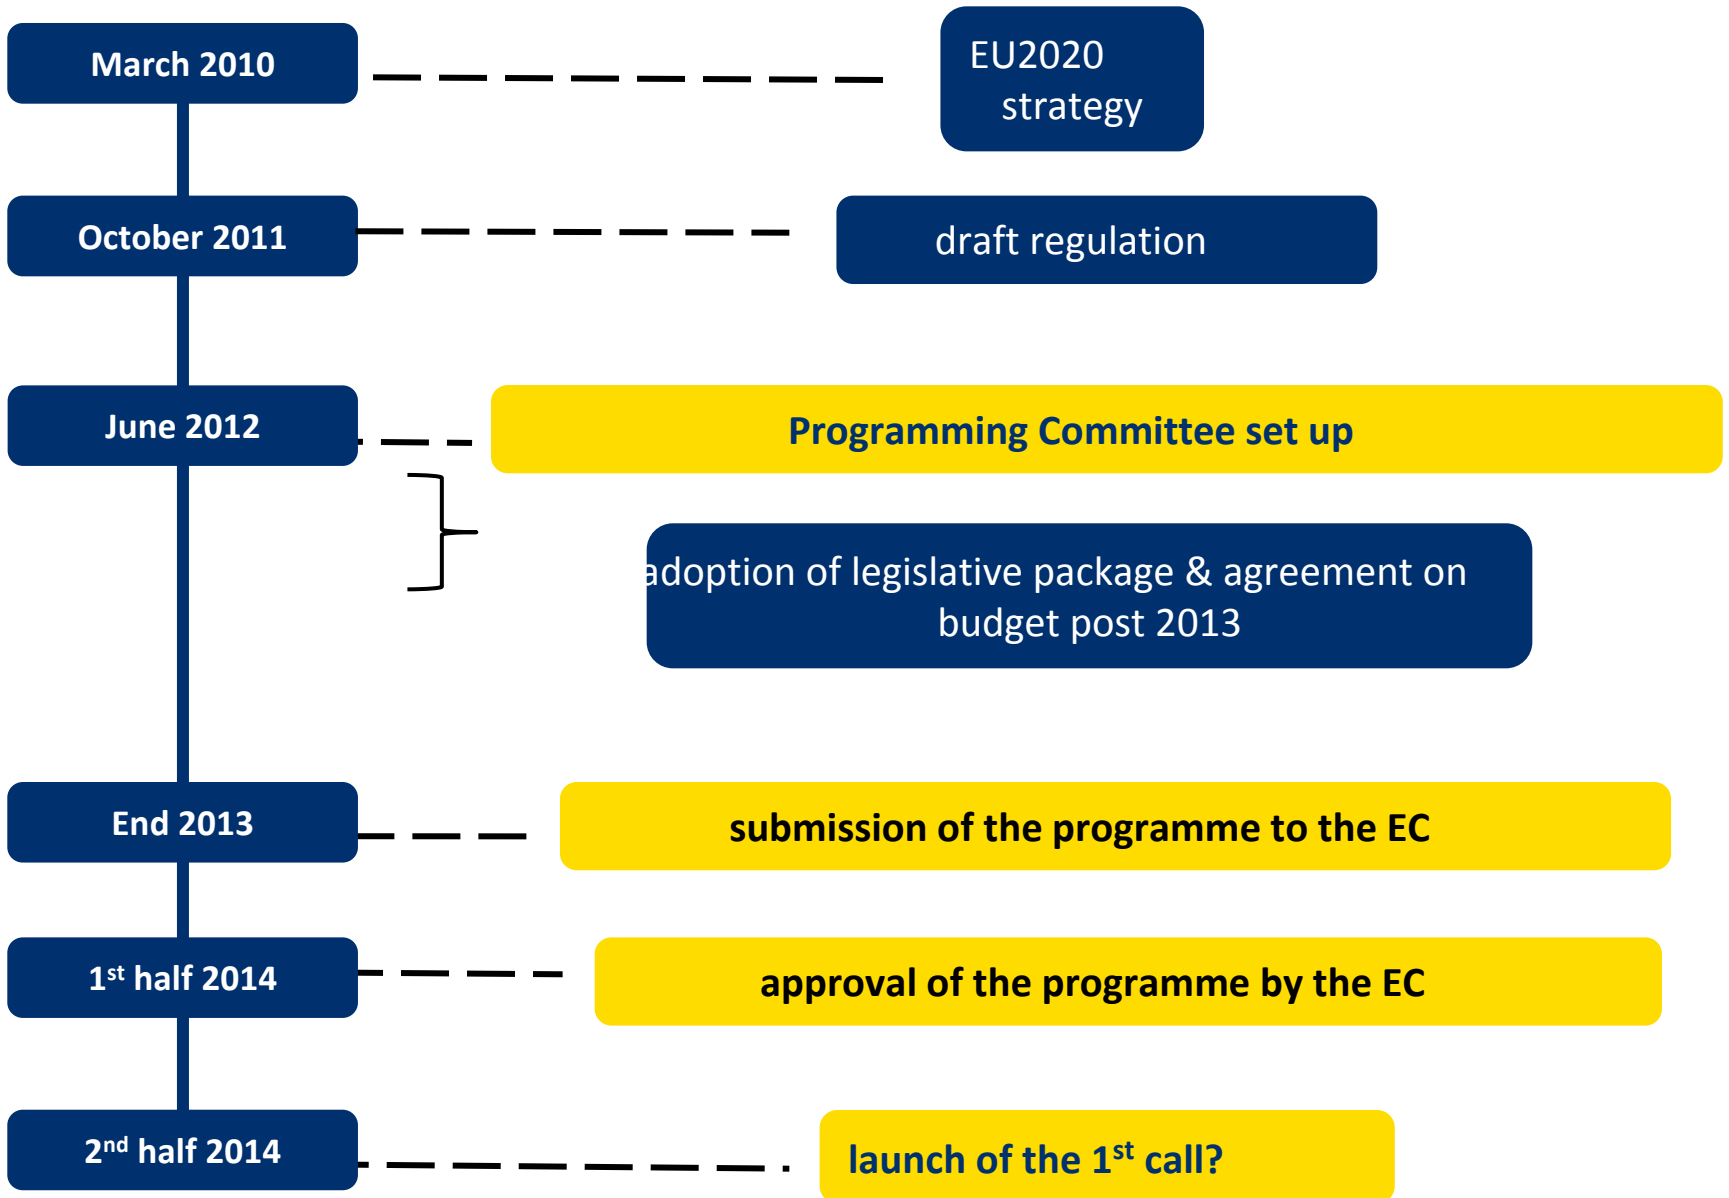 March 2010
EU2020
strategy
October 2011
draft regulation
June 2012
Programming Committee set up
adoption of legislative package & agreement on
budget post 2013
End 2013
submission of the programme to the EC
1st half 2014
approval of the programme by the EC
2nd half 2014
launch of the 1st call?